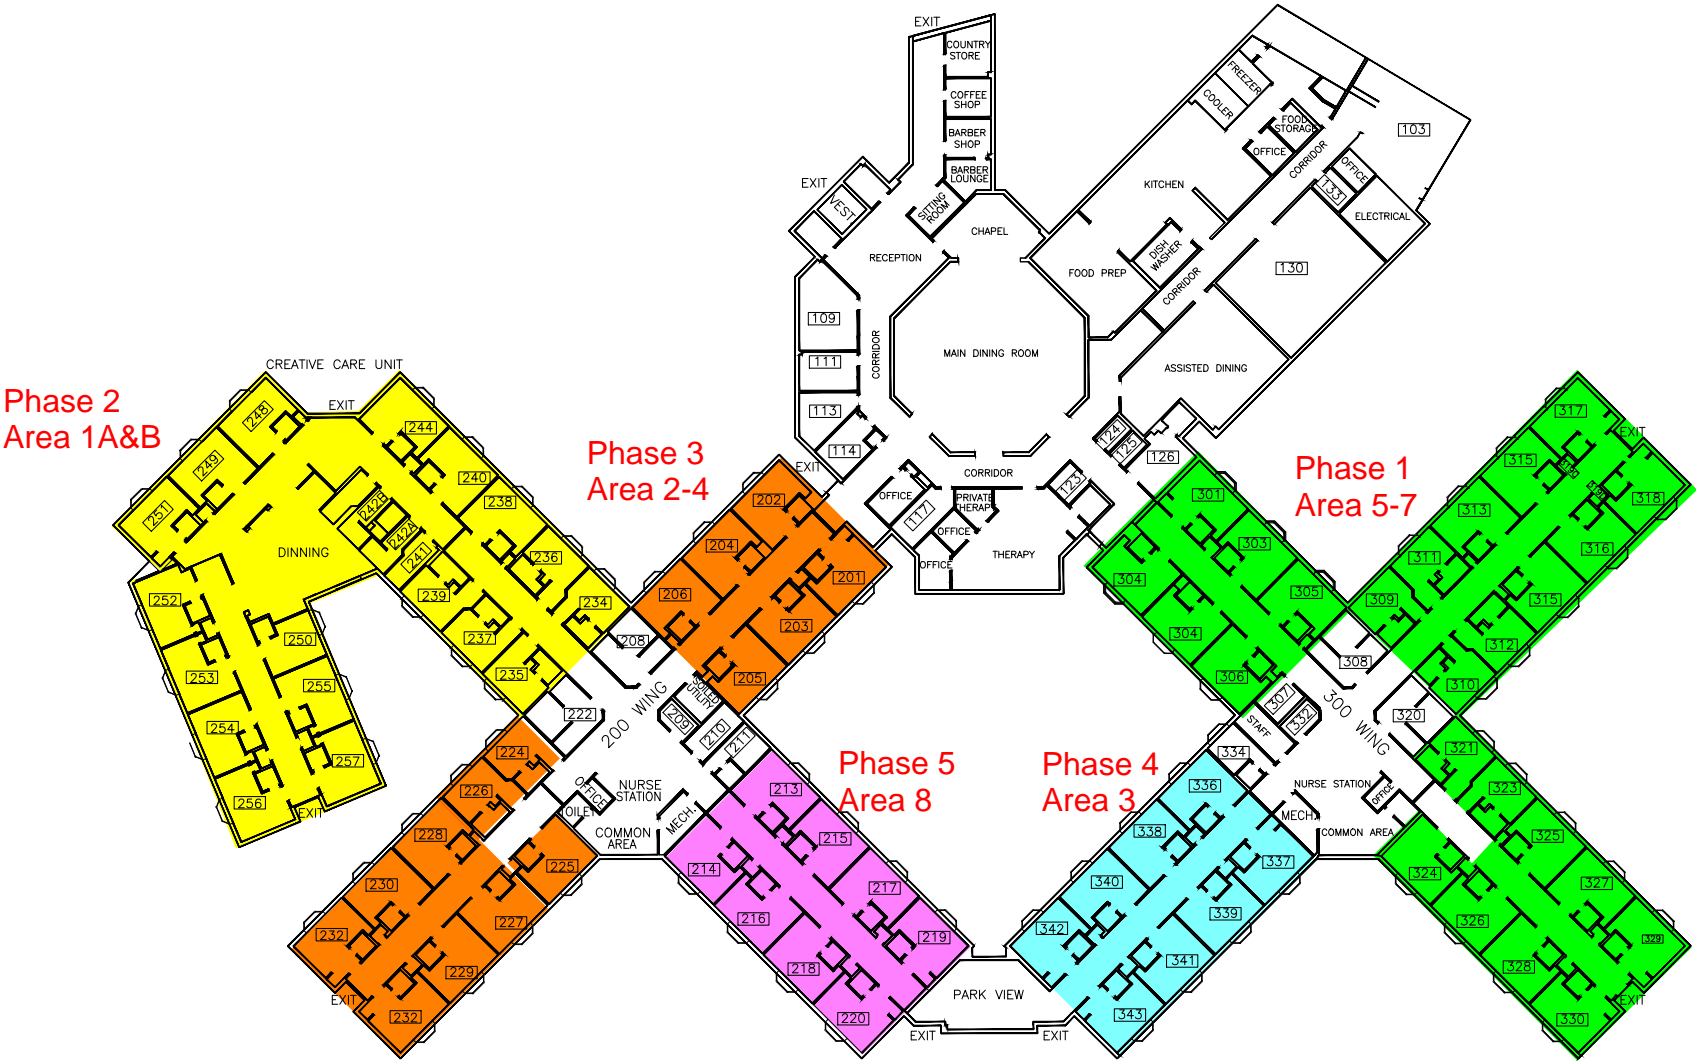 EXIT
COUNTRY
STORE
COFFEE
SHOP
BARBER
SHOP
BARBER
LOUNGE
SITTING
ROOM
EXIT
VEST
RECEPTION
CHAPEL
FREEZER
COOLER
FOOD
STORAGE
OFFICE
CORRIDOR
103
OFFICE
133
ELECTRICAL
KITCHEN
DISH
WASHER
FOOD PREP
CORRIDOR
130
109
111
113
114
CORRIDOR
MAIN DINING ROOM
ASSISTED DINING
124
125
126
CORRIDOR
123
OFFICE
117
PRIVATE
THERAPY
OFFICE
OFFICE
THERAPY
EXIT
Phase 2
Area 1A&B
CREATIVE CARE UNIT
EXIT
248
249
251
244
240
238
242B
242A
241
DINNING
239
236
234
237
235
252
253
254
256
250
255
257
EXIT
Phase 3
Area 2-4
202
204
206
201
203
205
208
222
200 WING
SOILED
UTILITY
209
210
211
224
226
228
230
232
225
227
229
232
EXIT
OFFICE
TOILET
NURSE
STATION
COMMON
AREA
MECH.
Phase 5
Area 8
213
215
217
219
214
216
218
220
EXIT
PARK VIEW
EXIT
Phase 4
Area 3
336
338
340
342
337
339
341
343
Phase 1
Area 5-7
301
303
305
304
304
306
308
307
332
STAFF
334
300 WING
320
NURSE STATION
OFFICE
MECH.
COMMON AREA
317
EXIT
315
319
318
313
316
311
315
309
312
310
321
323
325
327
329
324
326
328
330
EXIT